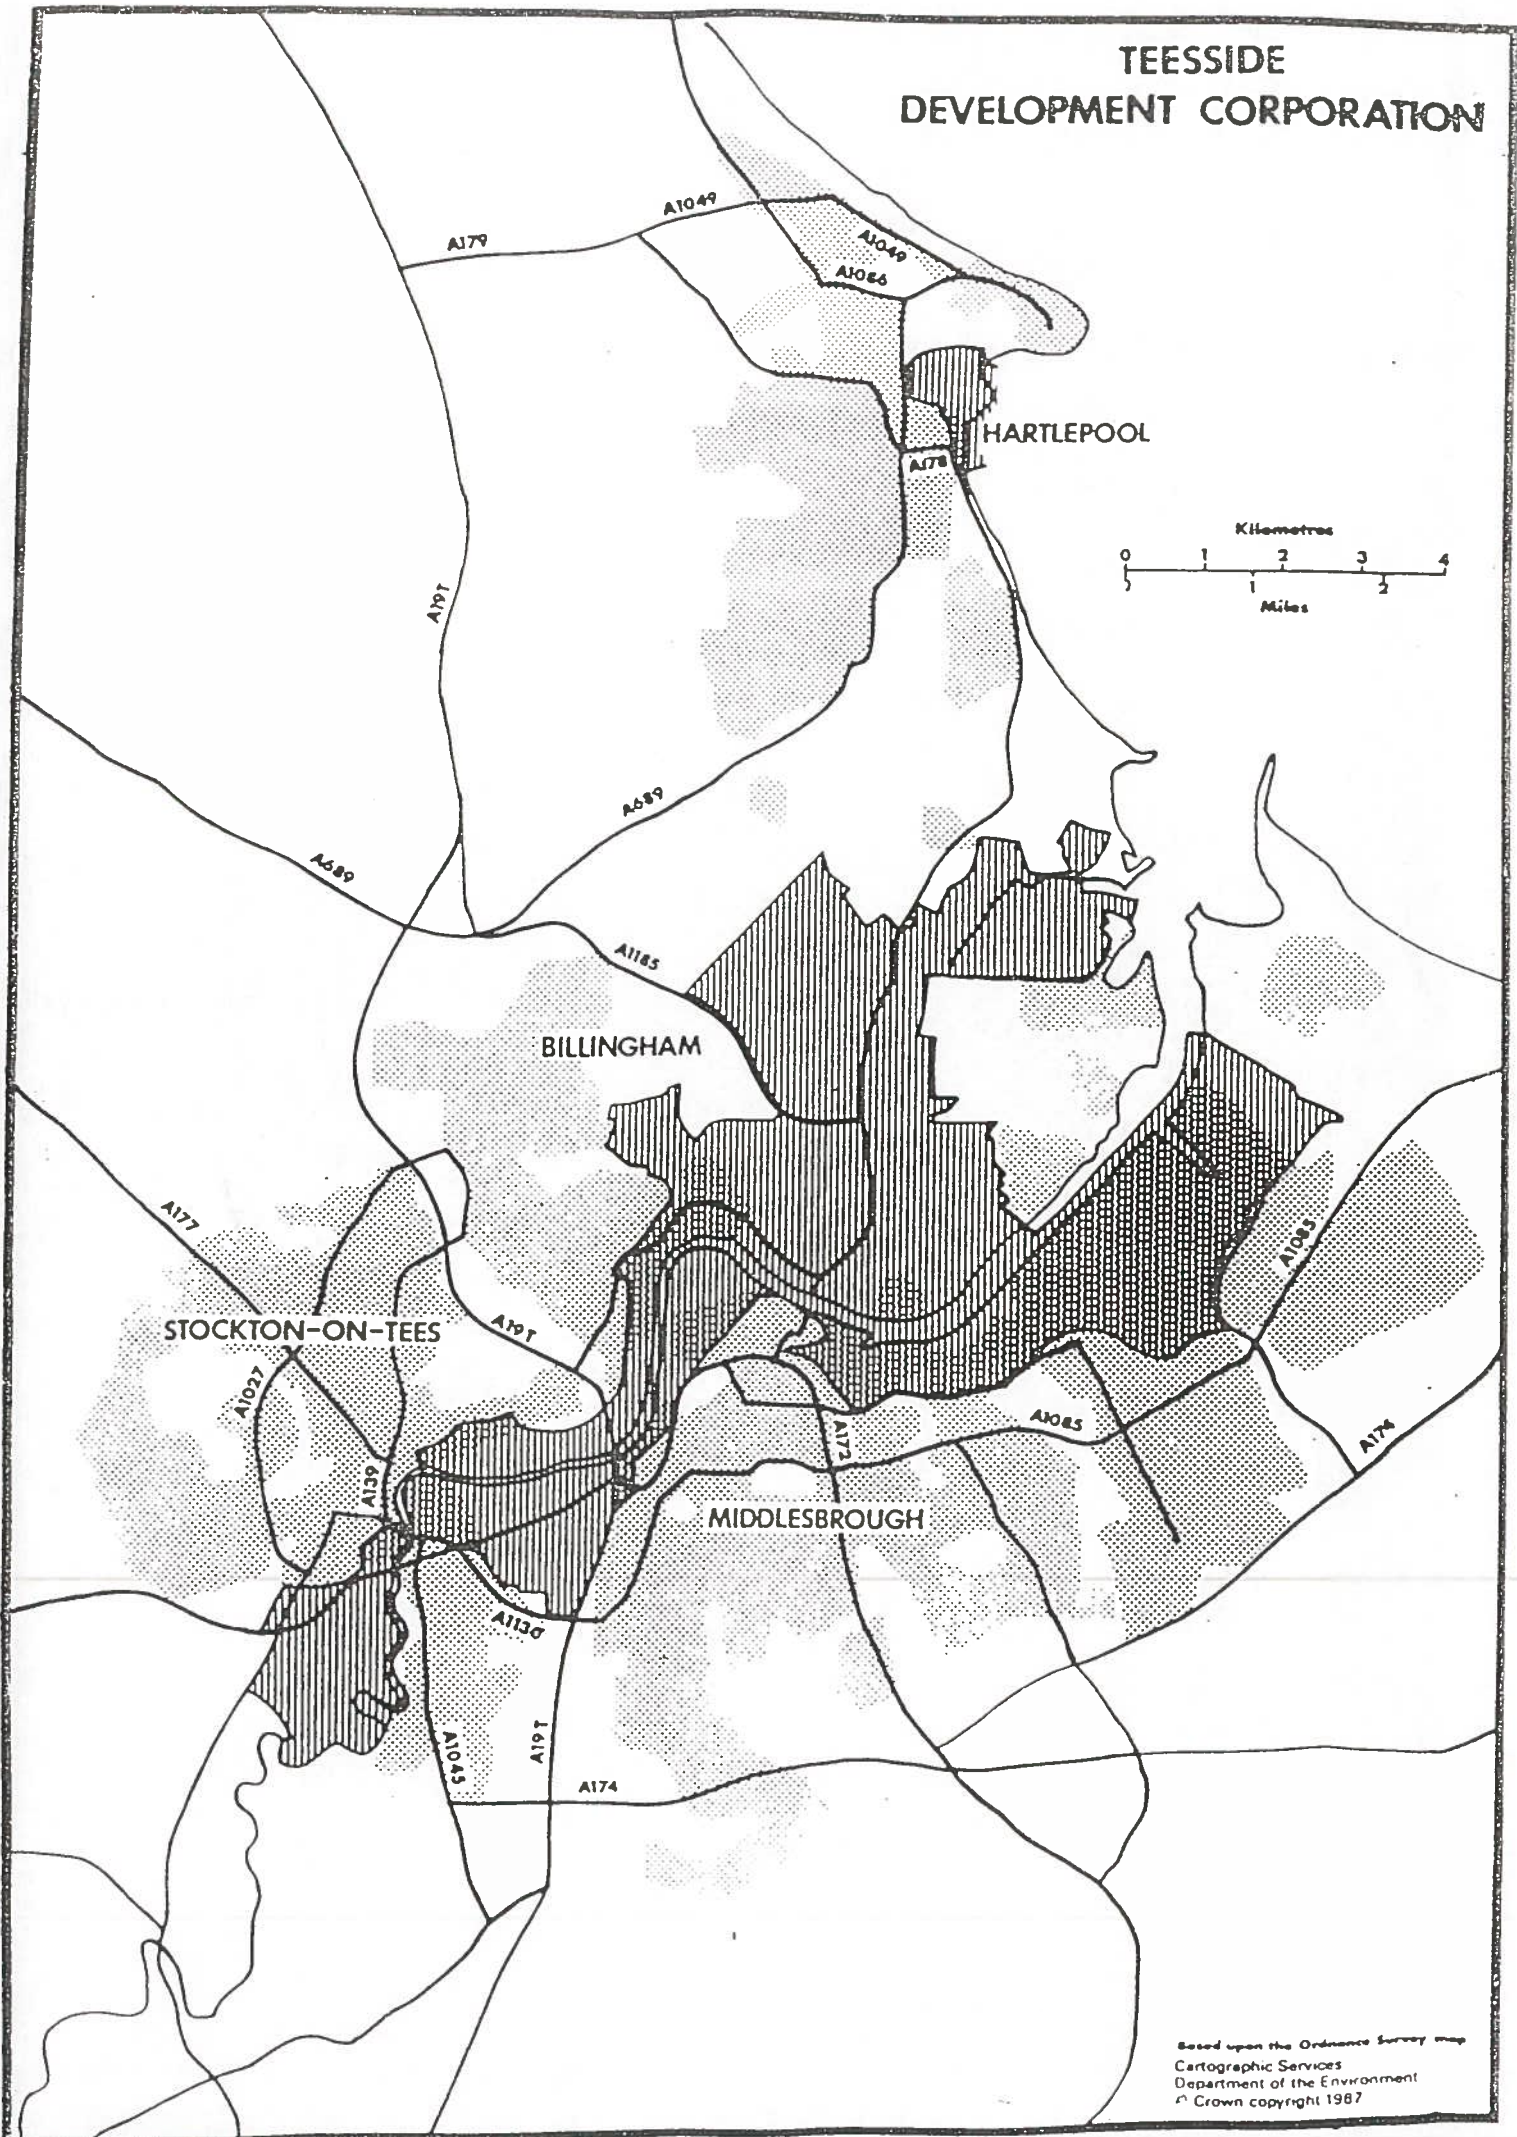 TEESSIDE
DEVELOPMENT CORPORATION
A1049
A179
A1049
A1086
HARTLEPOOL
A178
Kilometres
0 1 2 3 4
1 2
Miles
A19T
A689
A689
A1185
BILLINGHAM
A177
A1085
STOCKTON-ON-TEES
A19T
A1027
A1085
A172
A174
A139
MIDDLESBROUGH
A1130
A1045
A19T
A174
Based upon the Ordnance Survey map
Cartographic Services
Department of the Environment
© Crown copyright 1987